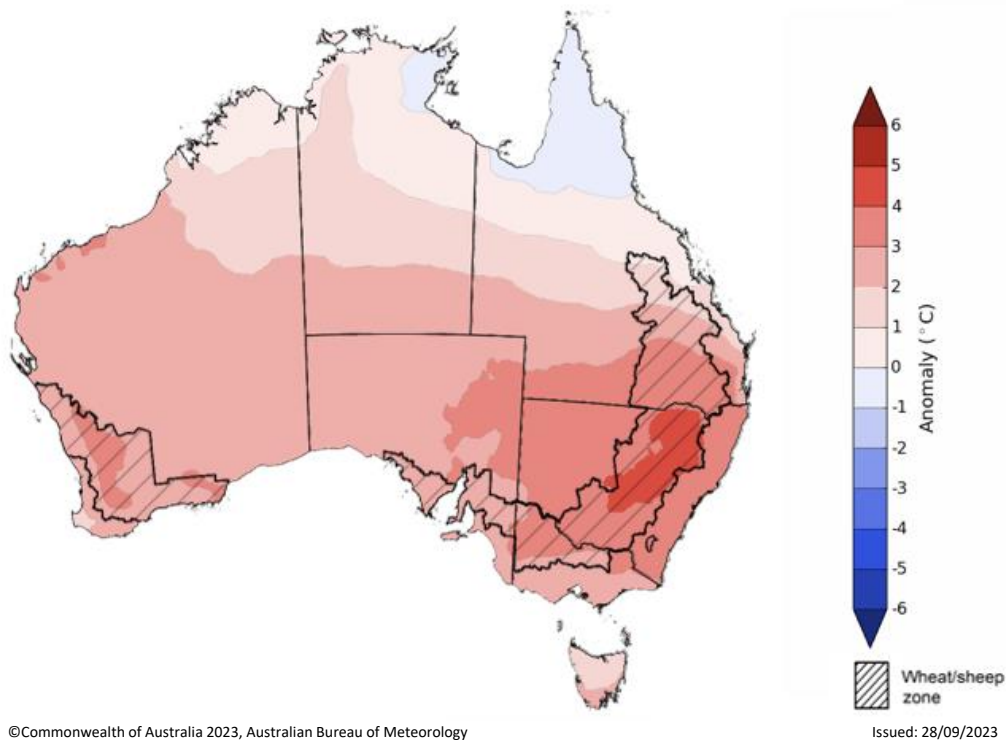 6
5
4
3
2
1
0
-1
-2
-3
-4
-5
-6
Anomaly (°C)
Wheat/sheep
zone
©Commonwealth of Australia 2023, Australian Bureau of Meteorology
Issued: 28/09/2023